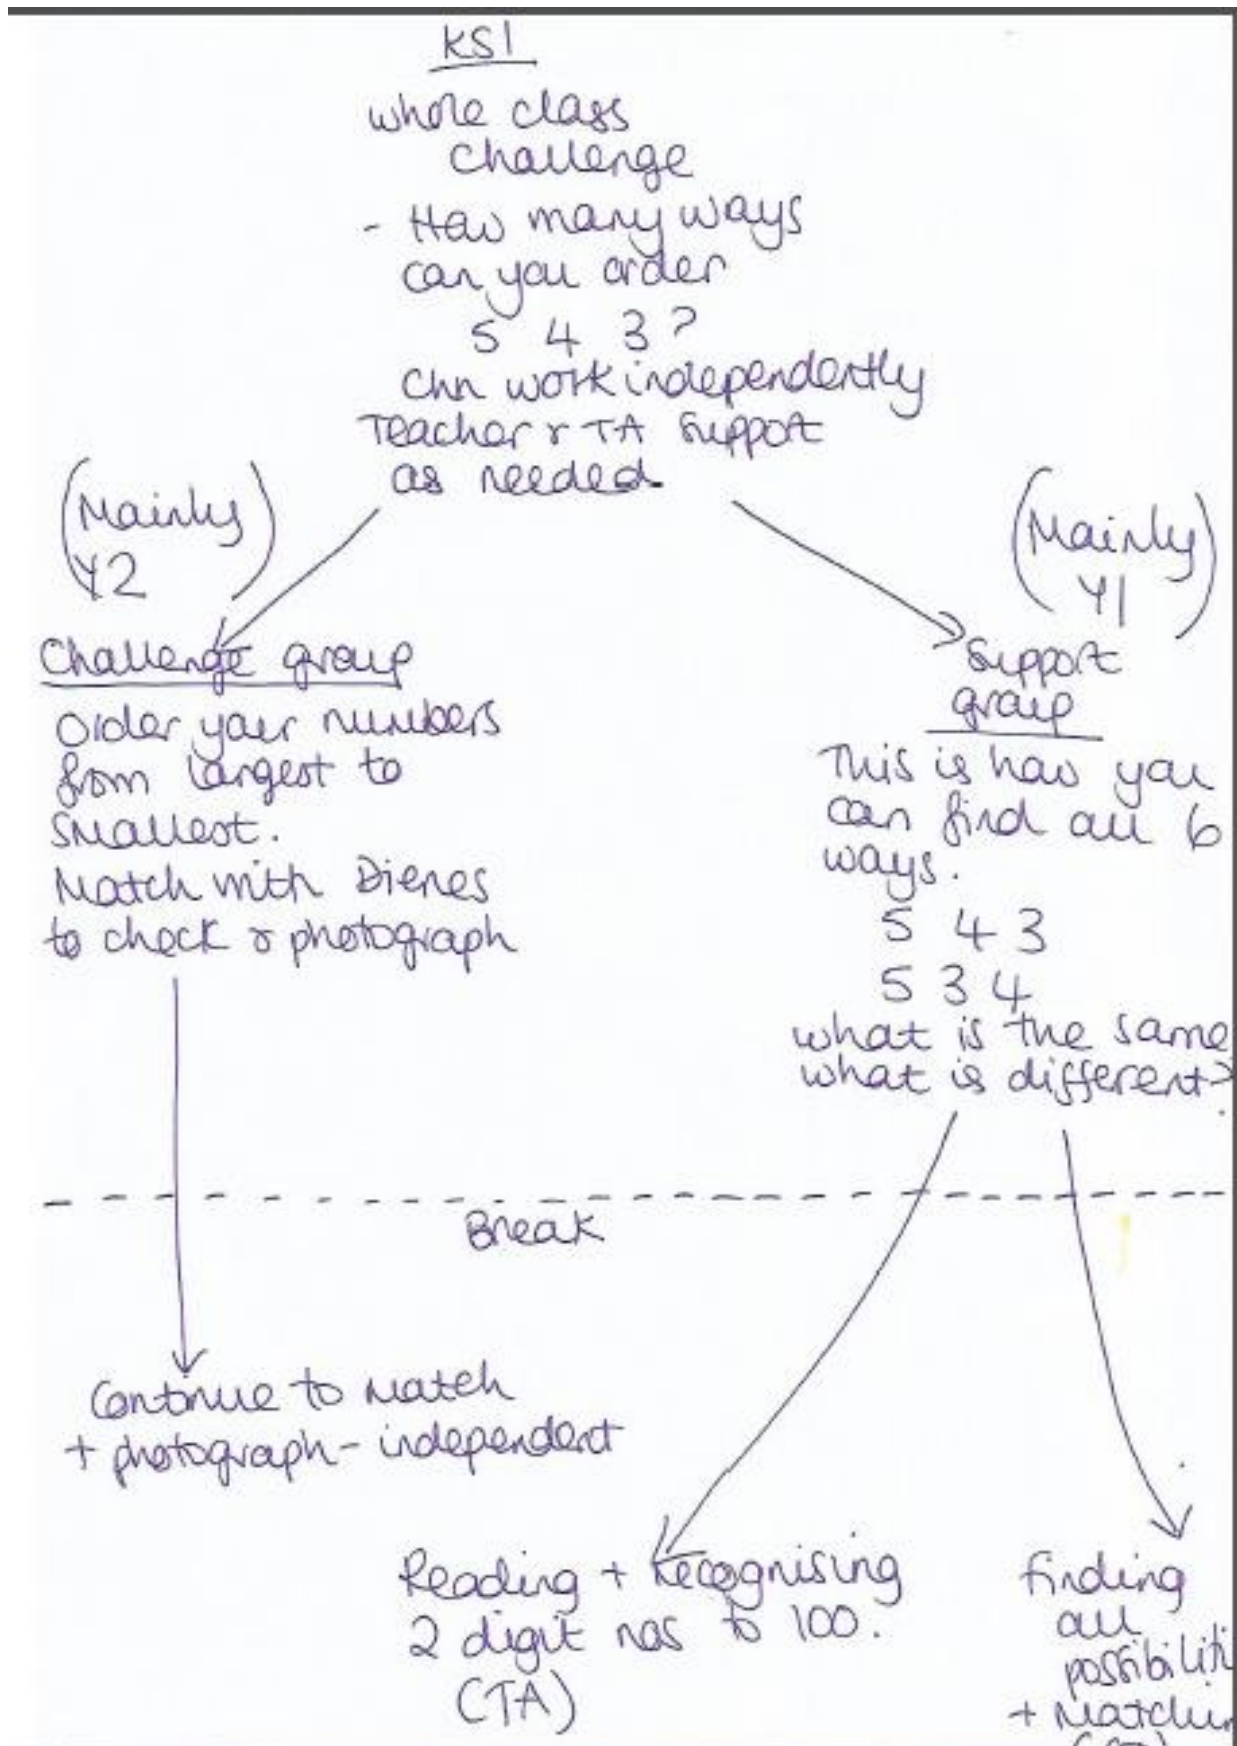 KS1
whole class
challenge
- How many ways
can you order
5 4 3?
Chn work independently
Teacher & TA support
as needed.
(Mainly
Y2)
(Mainly
Y1)
Challenge group
Order your numbers
from largest to
smallest.
Match with Dienes
to check & photograph
Support
group
This is how you
can find all 6
ways.
5 4 3
5 3 4
what is the same
what is different?
Break
Continue to match
+ photograph - independent
Reading + recognising
2 digit nos to 100.
(TA)
finding
all
possibiliti
+ matchin